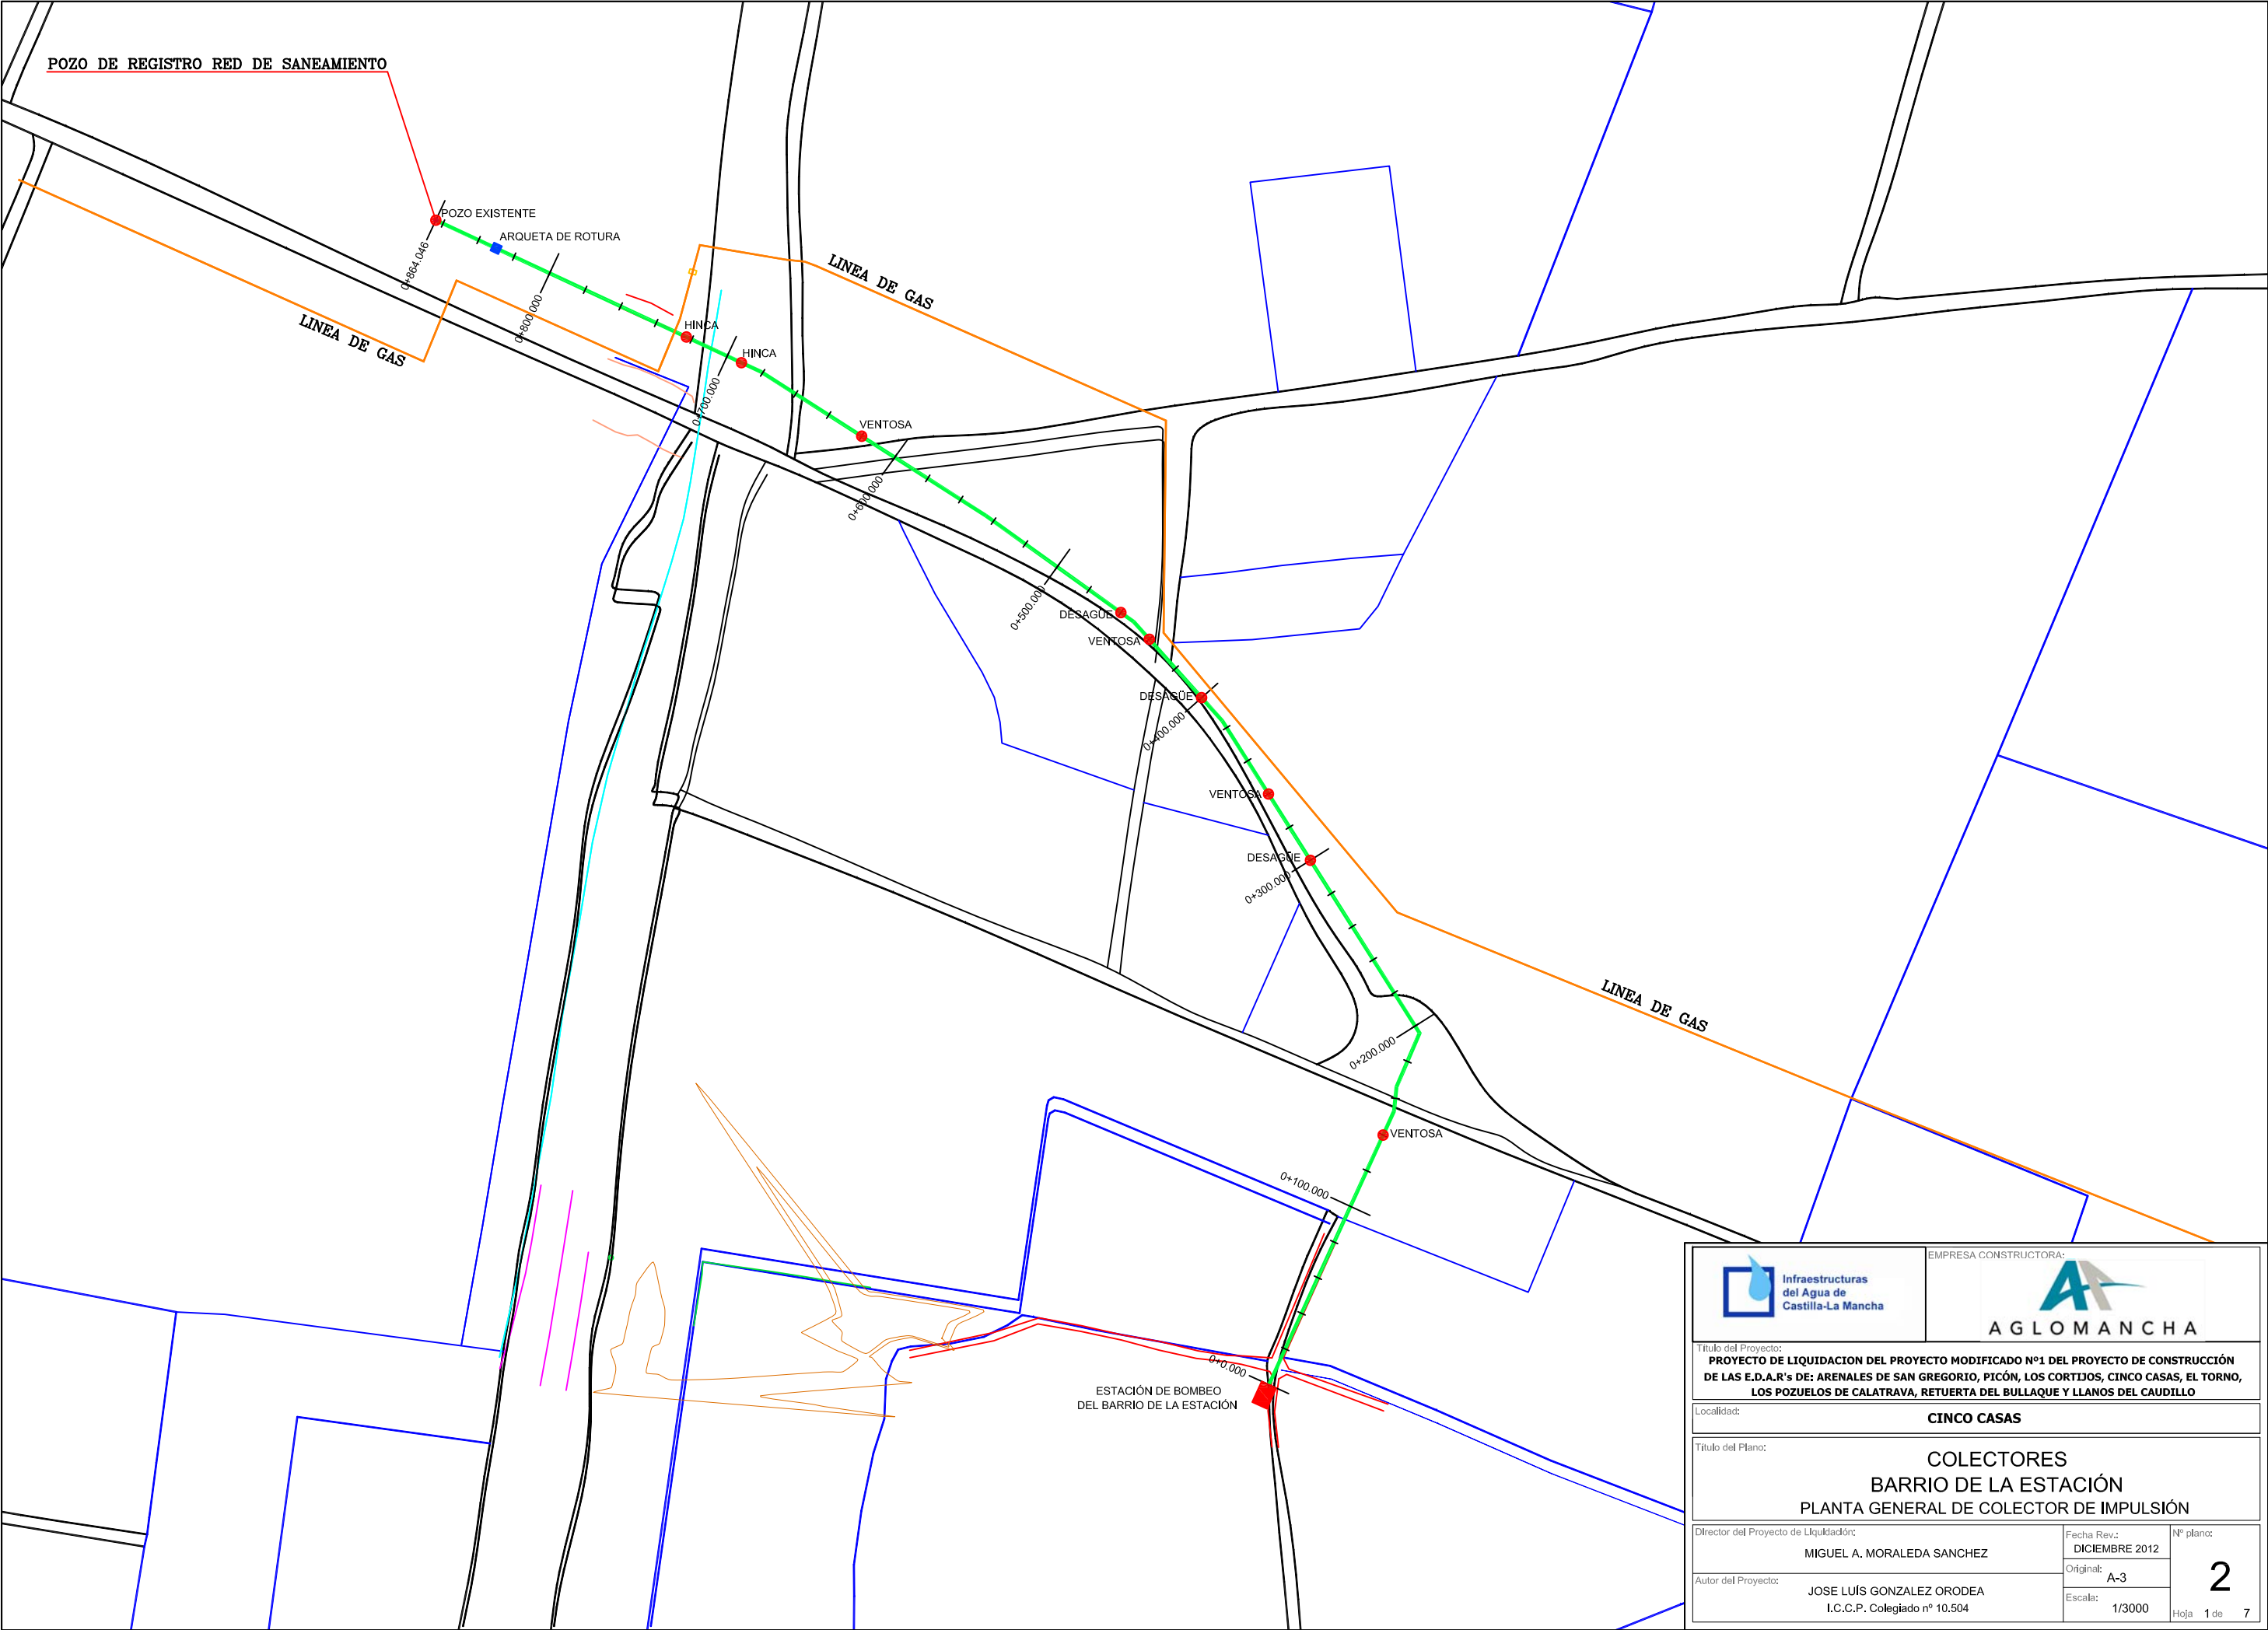 POZO DE REGISTRO RED DE SANEAMIENTO
POZO EXISTENTE
ARQUETA DE ROTURA
0+864.046
0+800.000
LINEA DE GAS
LINEA DE GAS
HINCA
HINCA
0+700.000
VENTOSA
0+600.000
0+500.000
DESAGÜE
VENTOSA
DESAGÜE
0+400.000
VENTOSA
DESAGÜE
0+300.000
LINEA DE GAS
0+200.000
VENTOSA
0+100.000
0+0.000
ESTACIÓN DE BOMBEO
DEL BARRIO DE LA ESTACIÓN
Infraestructuras
del Agua de
Castilla-La Mancha
EMPRESA CONSTRUCTORA:
AGLOMANCHA
Título del Proyecto:
PROYECTO DE LIQUIDACION DEL PROYECTO MODIFICADO Nº1 DEL PROYECTO DE CONSTRUCCIÓN
DE LAS E.D.A.R's DE: ARENALES DE SAN GREGORIO, PICÓN, LOS CORTIJOS, CINCO CASAS, EL TORNO,
LOS POZUELOS DE CALATRAVA, RETUERTA DEL BULLAQUE Y LLANOS DEL CAUDILLO
Localidad:
CINCO CASAS
Título del Plano:
COLECTORES
BARRIO DE LA ESTACIÓN
PLANTA GENERAL DE COLECTOR DE IMPULSIÓN
Director del Proyecto de Liquidación:
MIGUEL A. MORALEDA SANCHEZ
Autor del Proyecto:
JOSE LUÍS GONZALEZ ORODEA
I.C.C.P. Colegiado nº 10.504
Fecha Rev.:
DICIEMBRE 2012
Original:
A-3
Escala:
1/3000
Nº plano:
2
Hoja 1 de 7